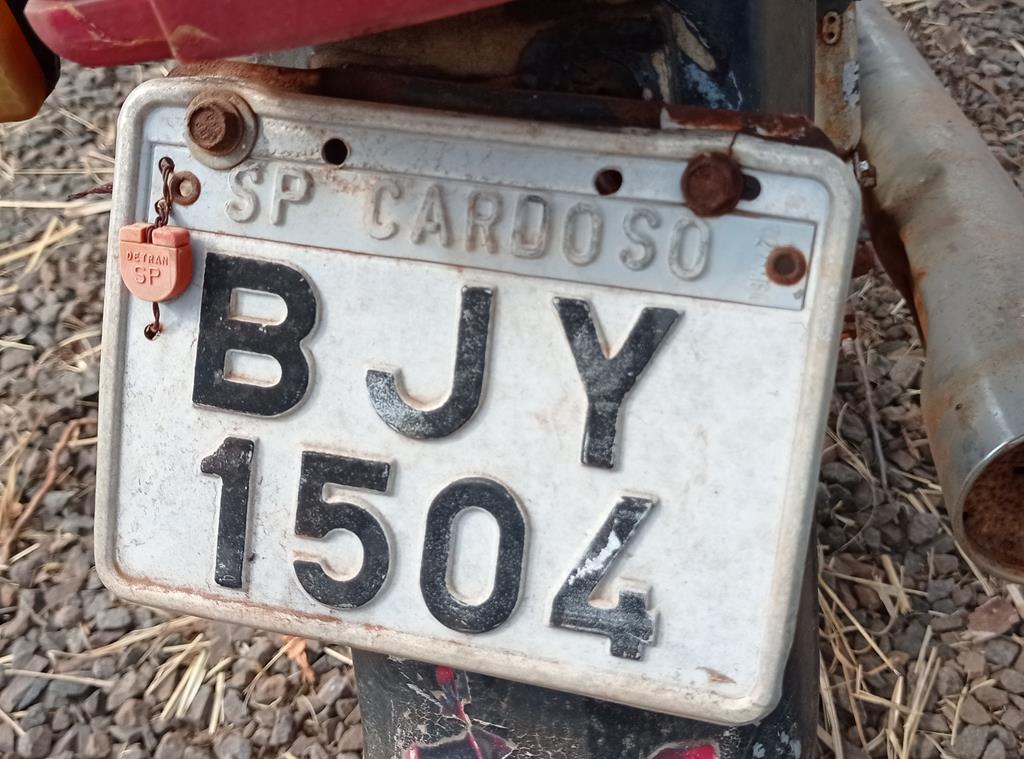 SP CARDOSO
DETRAN
SP
BJY
1504